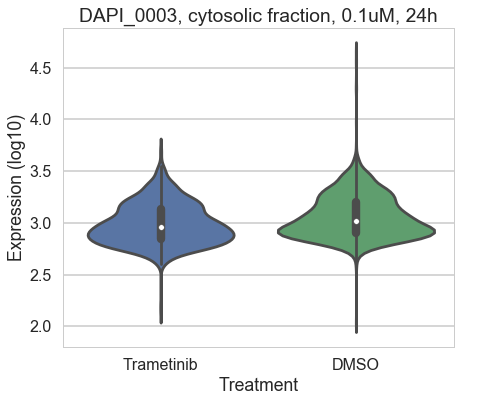 DAPI_0003, cytosolic fraction, 0.1uM, 24h
Expression (log10)
4.5
4.0
3.5
3.0
2.5
2.0
Trametinib
DMSO
Treatment